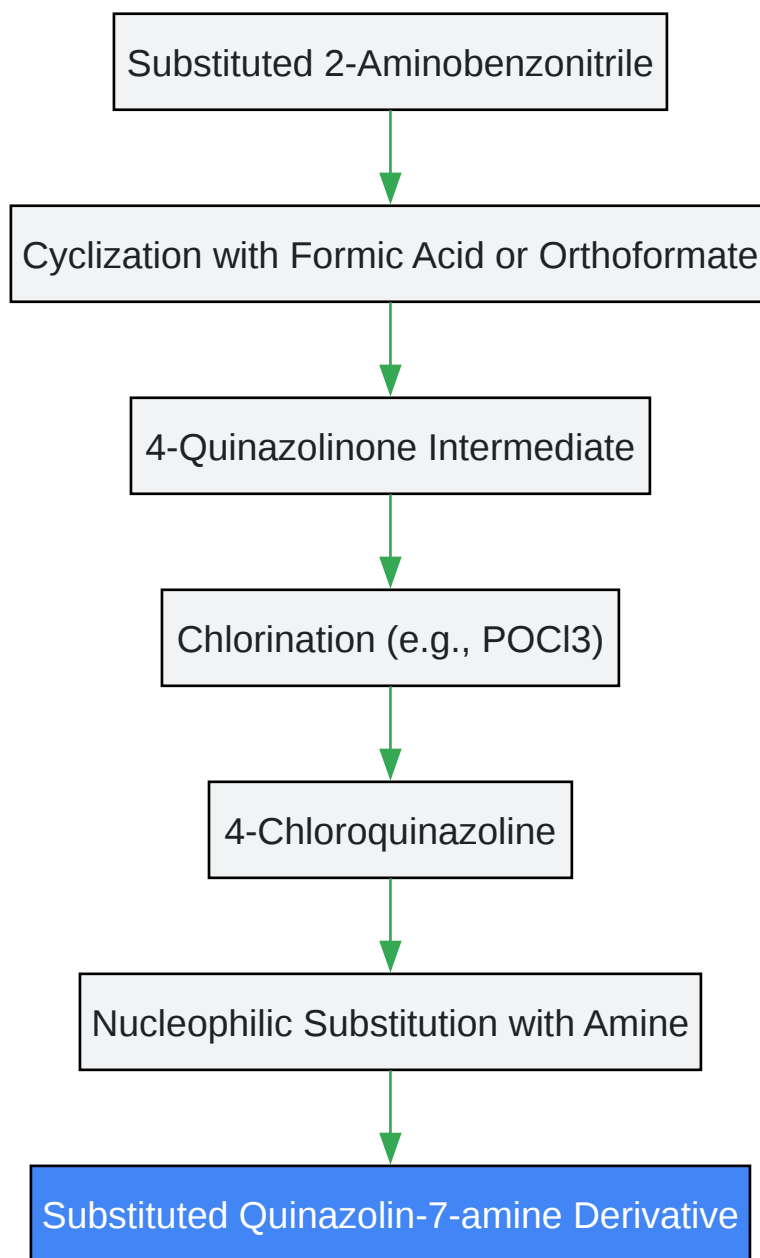 Substituted 2-Aminobenzonitrile
Cyclization with Formic Acid or Orthoformate
4-Quinazolinone Intermediate
Chlorination (e.g., POCl3)
4-Chloroquinazoline
Nucleophilic Substitution with Amine
Substituted Quinazolin-7-amine Derivative